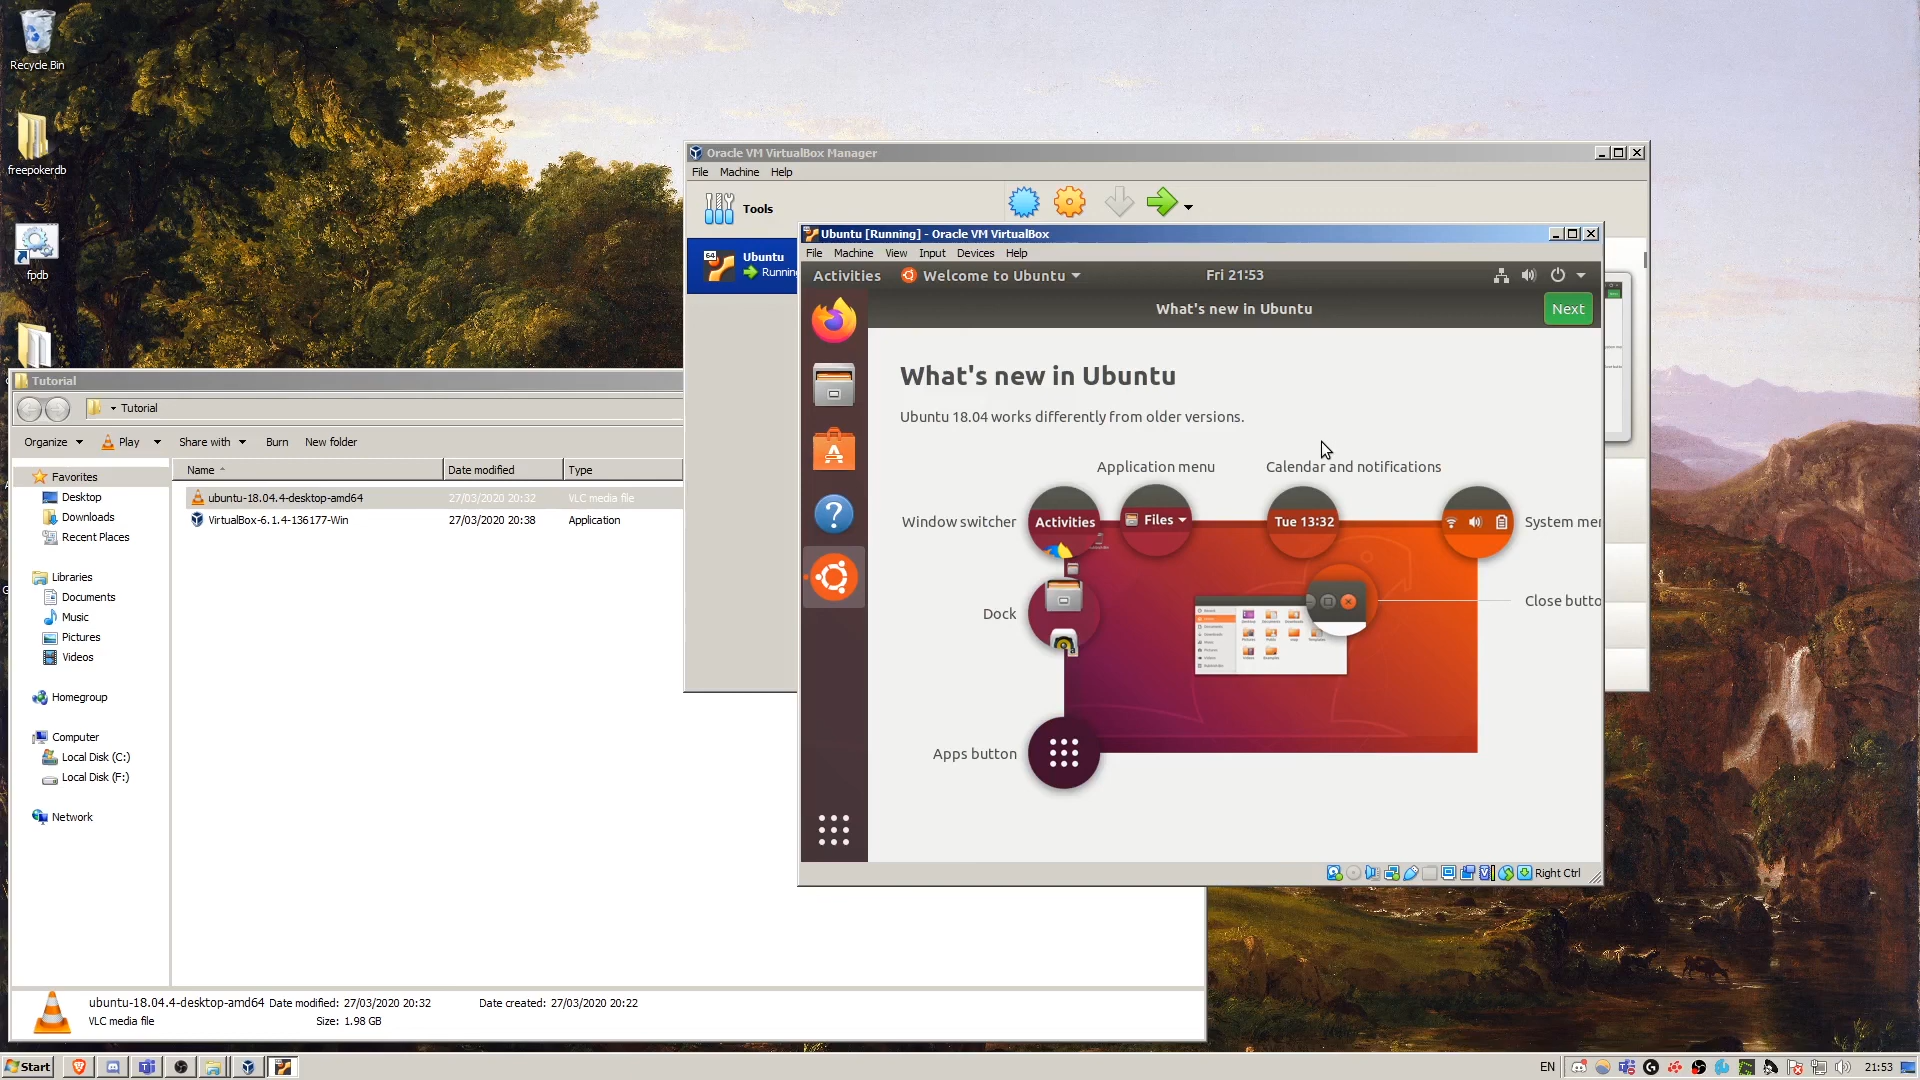 Recycle Bin
freepokerdb
fpdb
Oracle VM VirtualBox Manager
File Machine Help
Tools
64
Ubuntu
Running
Ubuntu [Running] - Oracle VM VirtualBox
File Machine View Input Devices Help
Activities Welcome to Ubuntu Fri 21:53
What's new in Ubuntu Next
What's new in Ubuntu
Ubuntu 18.04 works differently from older versions.
Application menu Calendar and notifications
Window switcher Activities Files Tue 13:32 System men
Dock
Close butto
Apps button
Right Ctrl
Tutorial
Tutorial
Organize Play Share with Burn New folder
Name Date modified Type
ubuntu-18.04.4-desktop-amd64 27/03/2020 20:32 VLC media file
VirtualBox-6.1.4-136177-Win 27/03/2020 20:38 Application
Favorites
Desktop
Downloads
Recent Places
Libraries
Documents
Music
Pictures
Videos
Homegroup
Computer
Local Disk (C:)
Local Disk (F:)
Network
ubuntu-18.04.4-desktop-amd64 Date modified: 27/03/2020 20:32 Date created: 27/03/2020 20:22
VLC media file Size: 1.98 GB
Start EN 21:53